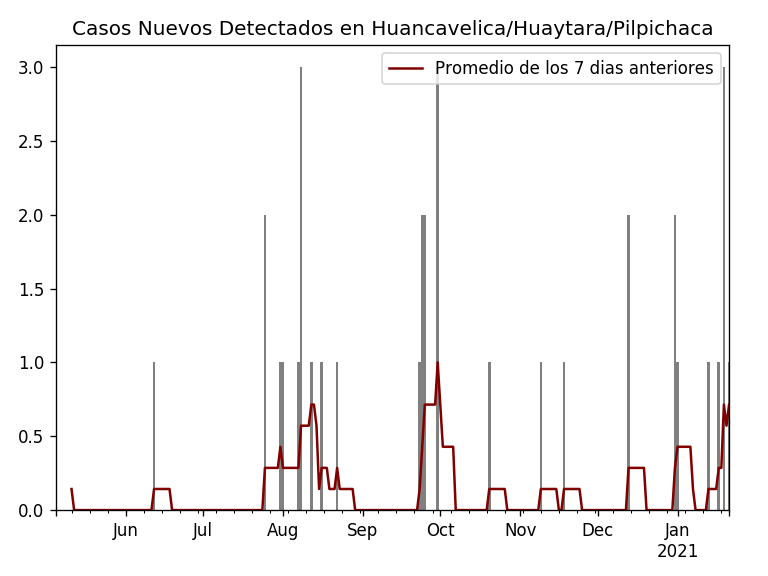 Casos Nuevos Detectados en Huancavelica/Huaytara/Pilpichaca
Promedio de los 7 dias anteriores
3.0
2.5
2.0
1.5
1.0
0.5
0.0
Jun Jul Aug Sep Oct Nov Dec Jan
2021